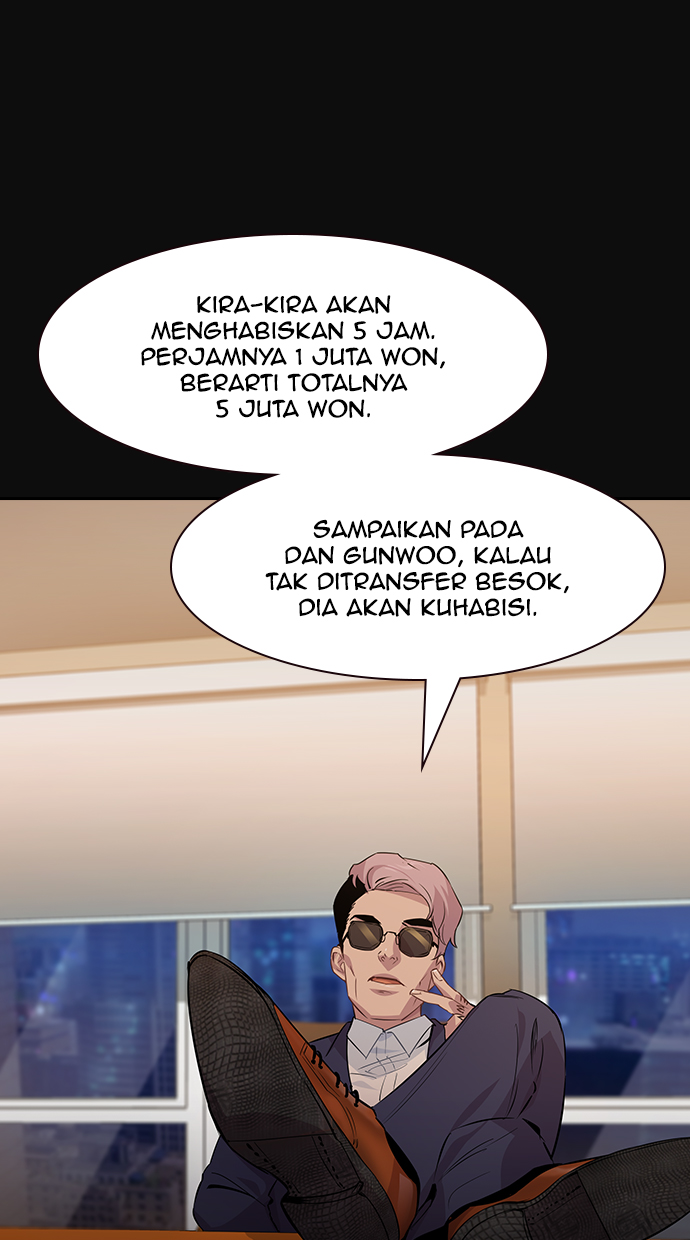 KIRA-KIRA AKAN
MENGHABISKAN 5 JAM.
PERJAMNYA 1 JUTA WON,
BERARTI TOTALNYA
5 JUTA WON.
SAMPAIKAN PADA
DAN GUNWOO, KALAU
TAK DITRANSFER BESOK,
DIA AKAN KUHABISI.